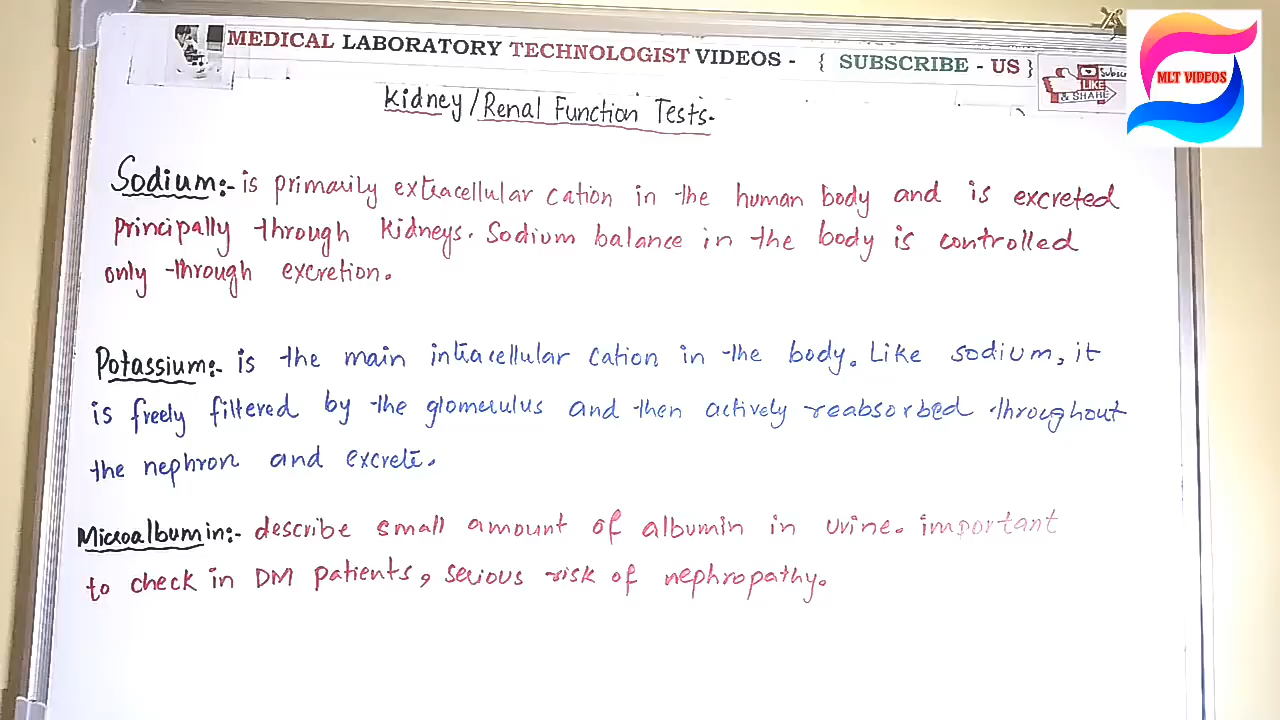 MEDICAL LABORATORY TECHNOLOGIST VIDEOS - { SUBSCRIBE - US }
Subscr
LIKE
& SHARE
MLT VIDEOS
Kidney/Renal Function Tests.
Sodium:- is primarily extracellular cation in the human body and is excreted
principally through kidneys. Sodium balance in the body is controlled
only through excretion.
Potassium:- is the main intracellular cation in the body. Like sodium, it
is freely filtered by the glomerulus and then actively reabsorbed throughout
the nephron and excrete.
Microalbumin:- describe small amount of albumin in urine. important
to check in DM patients, serious risk of nephropathy.